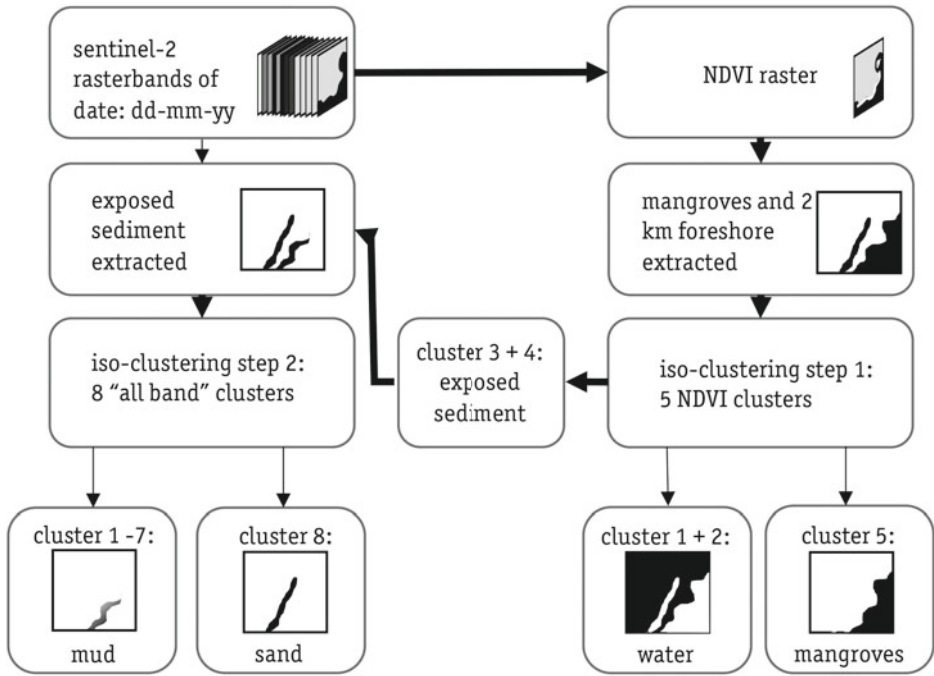 sentinel-2
rasterbands of
date: dd-mm-yy
NDVI raster
exposed
sediment
extracted
mangroves and 2
km foreshore
extracted
iso-clustering step 2:
8 “all band” clusters
cluster 3 + 4:
exposed
sediment
iso-clustering step 1:
5 NDVI clusters
cluster 1 -7:
mud
cluster 8:
sand
cluster 1 + 2:
water
cluster 5:
mangroves